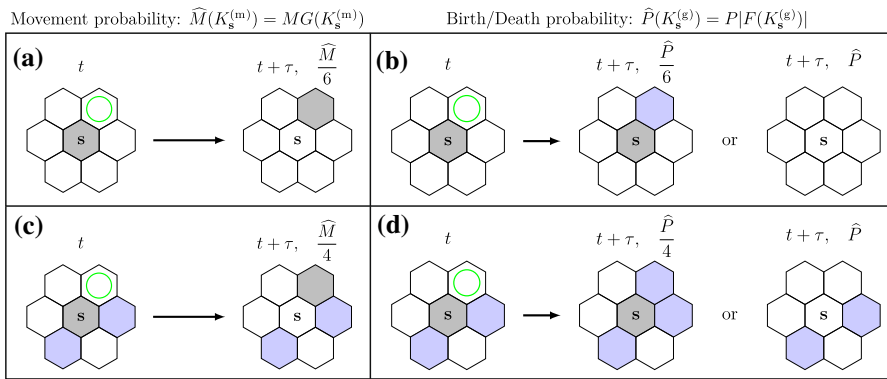 Movement probability: $\widehat{M}(K_{\mathbf{s}}^{(\mathrm{m})}) = MG(K_{\mathbf{s}}^{(\mathrm{m})})$
Birth/Death probability: $\widehat{P}(K_{\mathbf{s}}^{(\mathrm{g})}) = P|F(K_{\mathbf{s}}^{(\mathrm{g})})|$
(a) $t$ $t + \tau,$ $\frac{\widehat{M}}{6}$
s s
(b) $t$ $t + \tau,$ $\frac{\widehat{P}}{6}$ $t + \tau,$ $\widehat{P}$
s s or s
(c) $t$ $t + \tau,$ $\frac{\widehat{M}}{4}$
s s
(d) $t$ $t + \tau,$ $\frac{\widehat{P}}{4}$ $t + \tau,$ $\widehat{P}$
s s or s